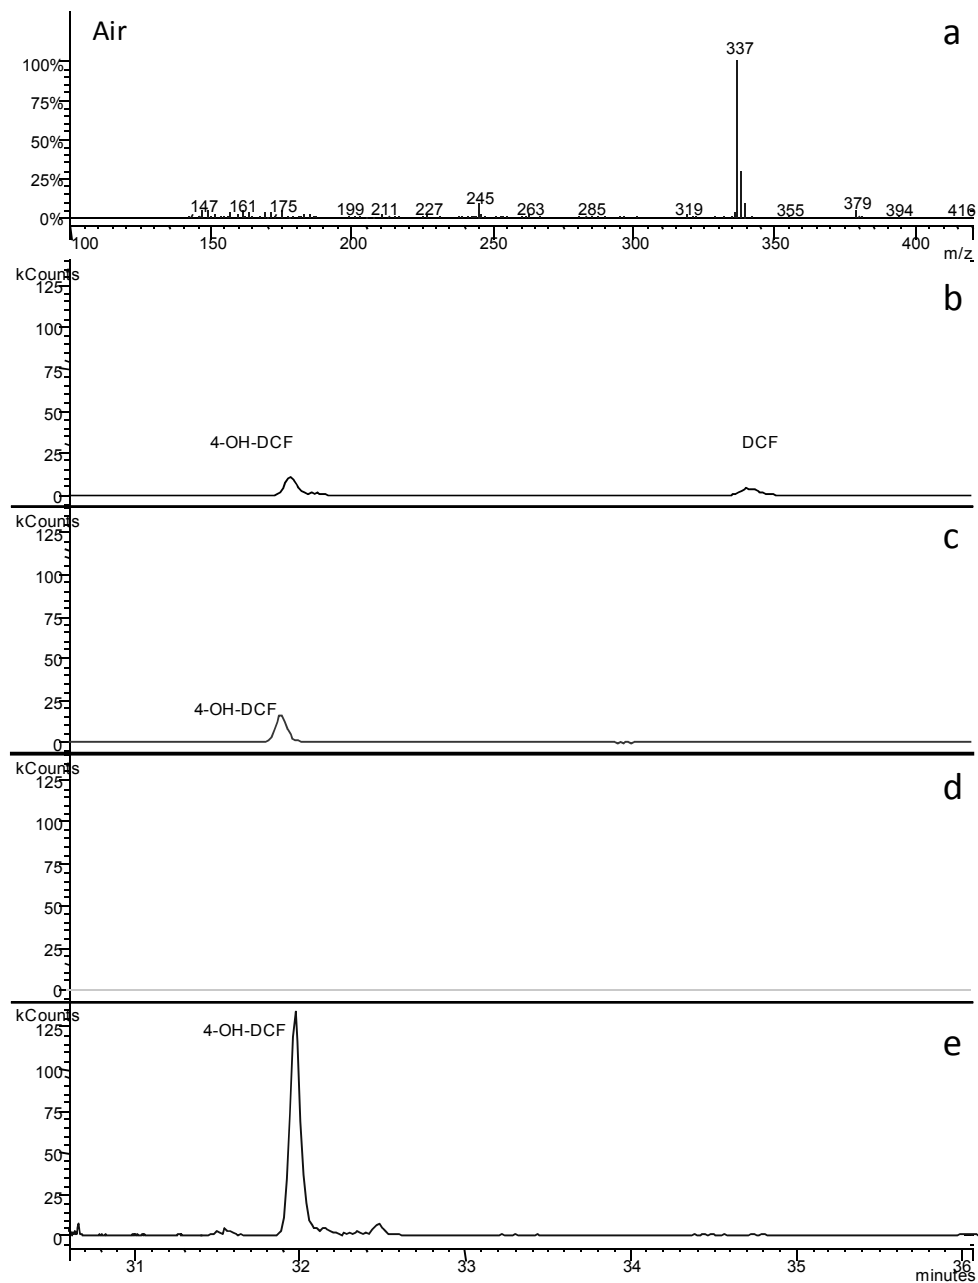 Air
a
337
100%
75%
50%
25%
0%
147 161 175 199 211 227 245 263 285 319 355 379 394 416
100 150 200 250 300 350 400
m/z
kCounts
b
125
100
75
50
25
0
4-OH-DCF DCF
kCounts
c
125
100
75
50
25
0
4-OH-DCF
kCounts
d
125
100
75
50
25
0
kCounts
e
125
100
75
50
25
0
4-OH-DCF
31 32 33 34 35 36
minutes